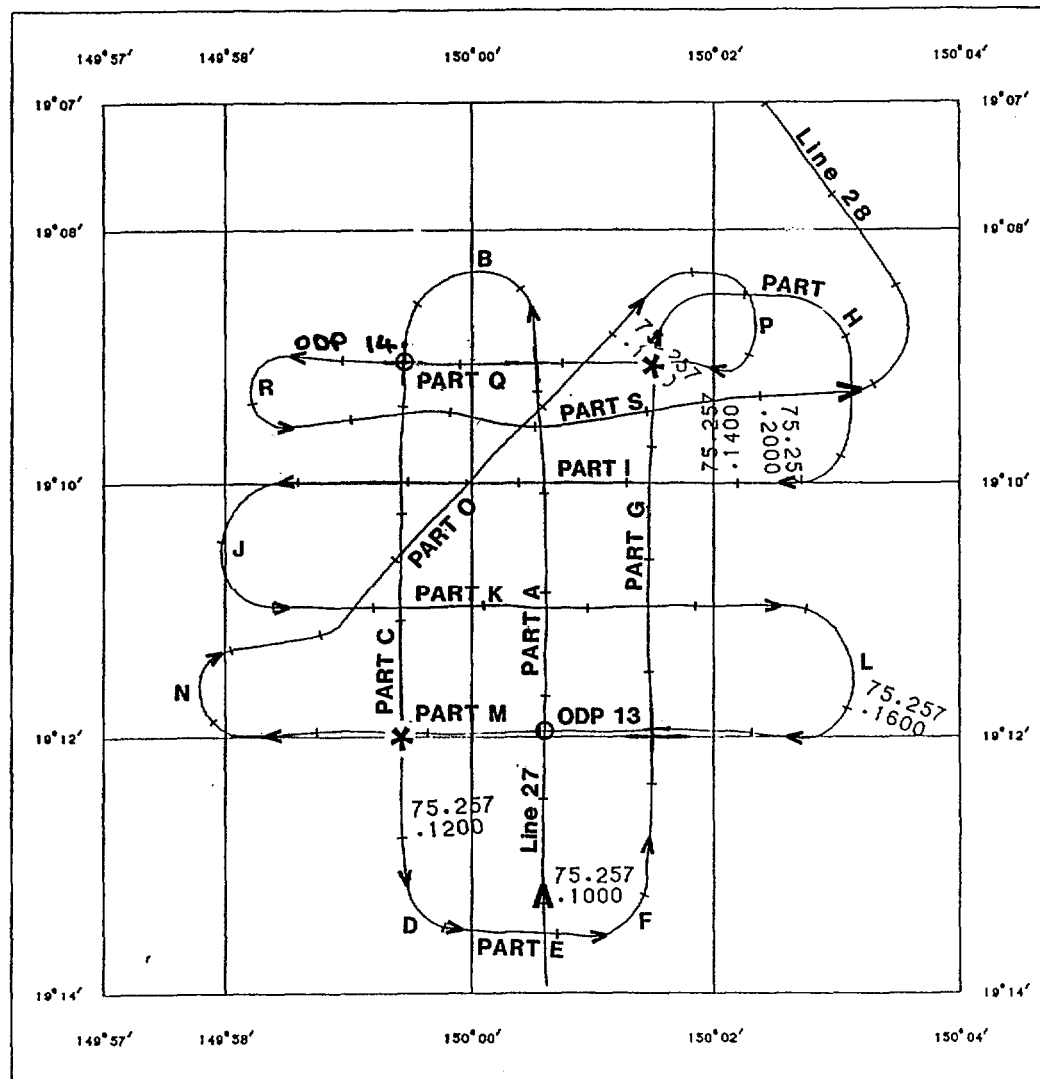 149°57′ 149°58′ 150°00′ 150°02′ 150°04′
19°07′ 19°07′
Line 28
19°08′ 19°08′
B
PART
H
P
ODP 14
PART Q
R
PART S
75.257
.1400
75.257
.2000
19°10′ 19°10′
PART I
PART O
PART G
J
PART K
PART A
PART C
L
N
75.257
.1600
PART M
ODP 13
19°12′ 19°12′
Line 27
75.257
.1200
75.257
.1000
D
F
PART E
19°14′ 19°14′
149°57′ 149°58′ 150°00′ 150°02′ 150°04′